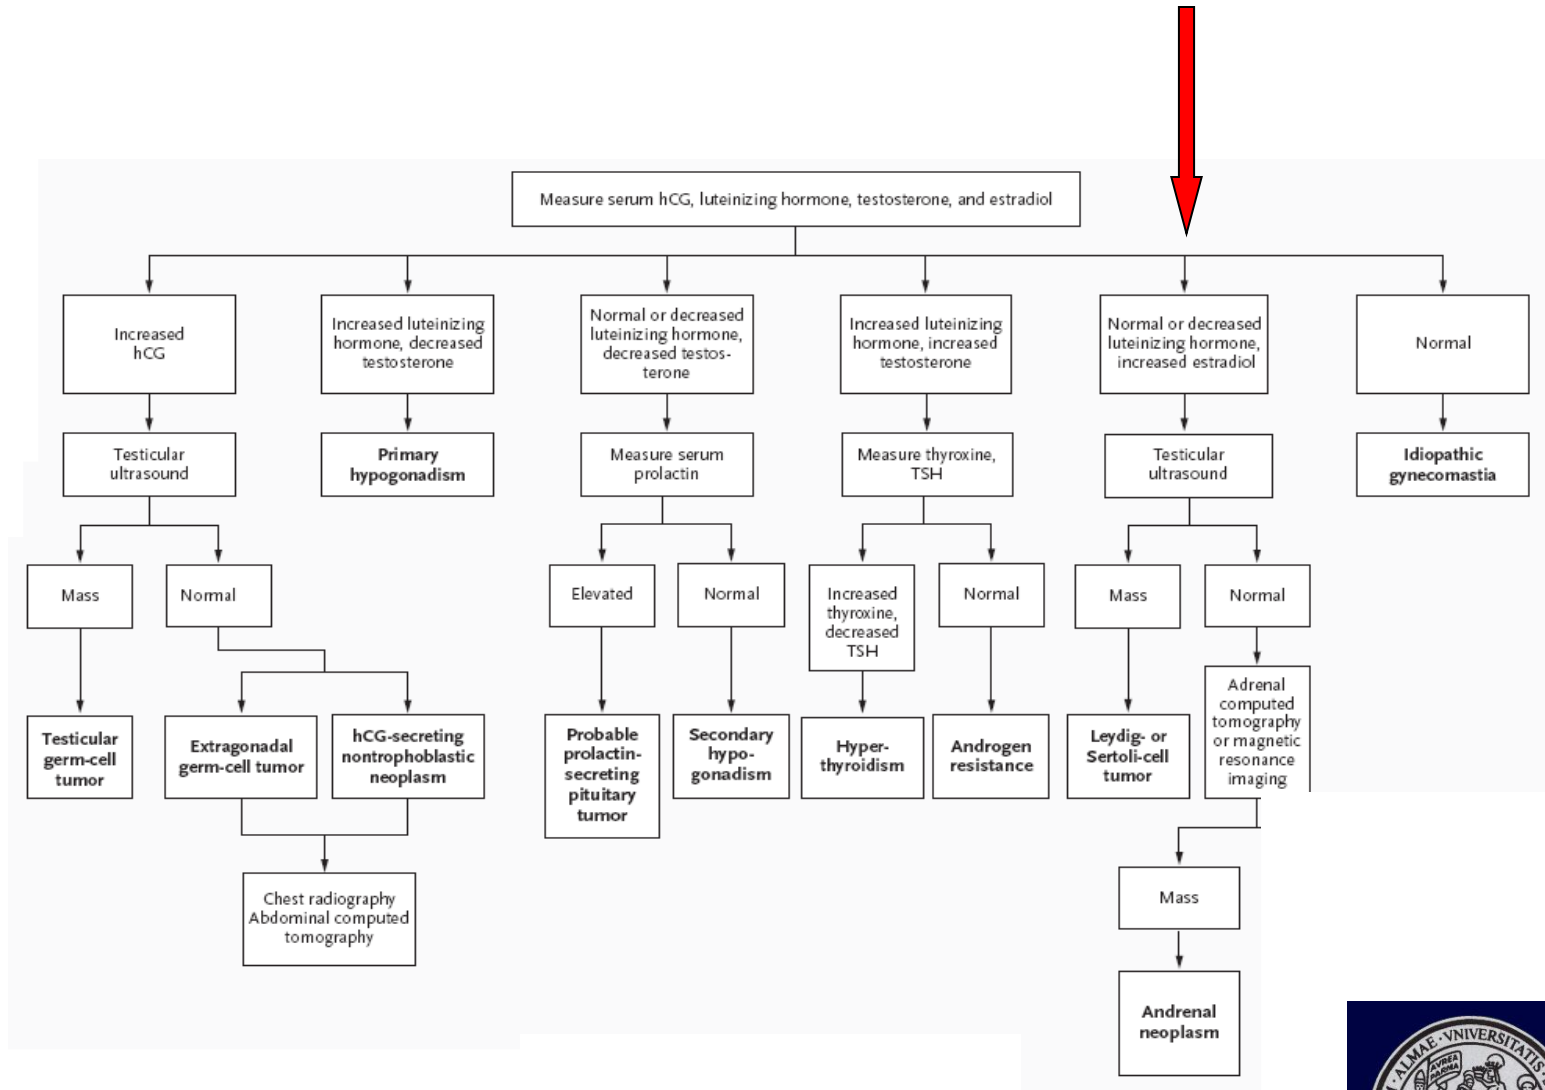 Measure serum hCG, luteinizing hormone, testosterone, and estradiol
Increased
hCG
Increased luteinizing
hormone, decreased
testosterone
Normal or decreased
luteinizing hormone,
decreased testos-
terone
Increased luteinizing
hormone, increased
testosterone
Normal or decreased
luteinizing hormone,
increased estradiol
Normal
Testicular
ultrasound
Primary
hypogonadism
Measure serum
prolactin
Measure thyroxine,
TSH
Testicular
ultrasound
Idiopathic
gynecomastia
Mass
Normal
Elevated
Normal
Increased
thyroxine,
decreased
TSH
Normal
Mass
Normal
Testicular
germ-cell
tumor
Extragonadal
germ-cell tumor
hCG-secreting
nontrophoblastic
neoplasm
Probable
prolactin-
secreting
pituitary
tumor
Secondary
hypo-
gonadism
Hyper-
thyroidism
Androgen
resistance
Leydig- or
Sertoli-cell
tumor
Adrenal
computed
tomography
or magnetic
resonance
imaging
Chest radiography
Abdominal computed
tomography
Mass
Andrenal
neoplasm
ALMAE·VNIVERSITATIS
AVREA
PARMA